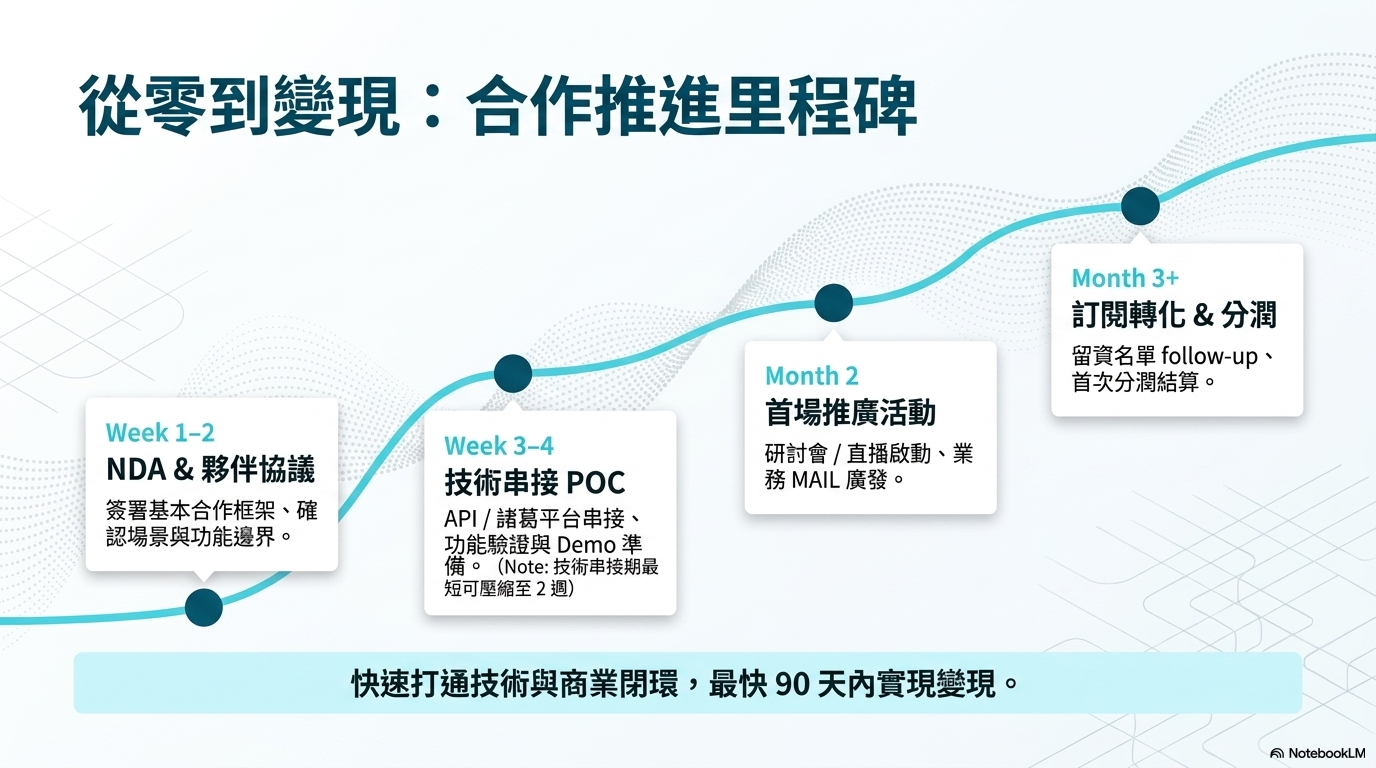 從零到變現：合作推進里程碑
Week 1–2
NDA & 夥伴協議
簽署基本合作框架、確
認場景與功能邊界。
Week 3–4
技術串接 POC
API / 諸葛平台串接、
功能驗證與 Demo 準
備。（Note: 技術串接期最
短可壓縮至 2 週）
Month 2
首場推廣活動
研討會 / 直播啟動、業
務 MAIL 廣發。
Month 3+
訂閱轉化 & 分潤
留資名單 follow-up、
首次分潤結算。
快速打通技術與商業閉環，最快 90 天內實現變現。
NotebookLM